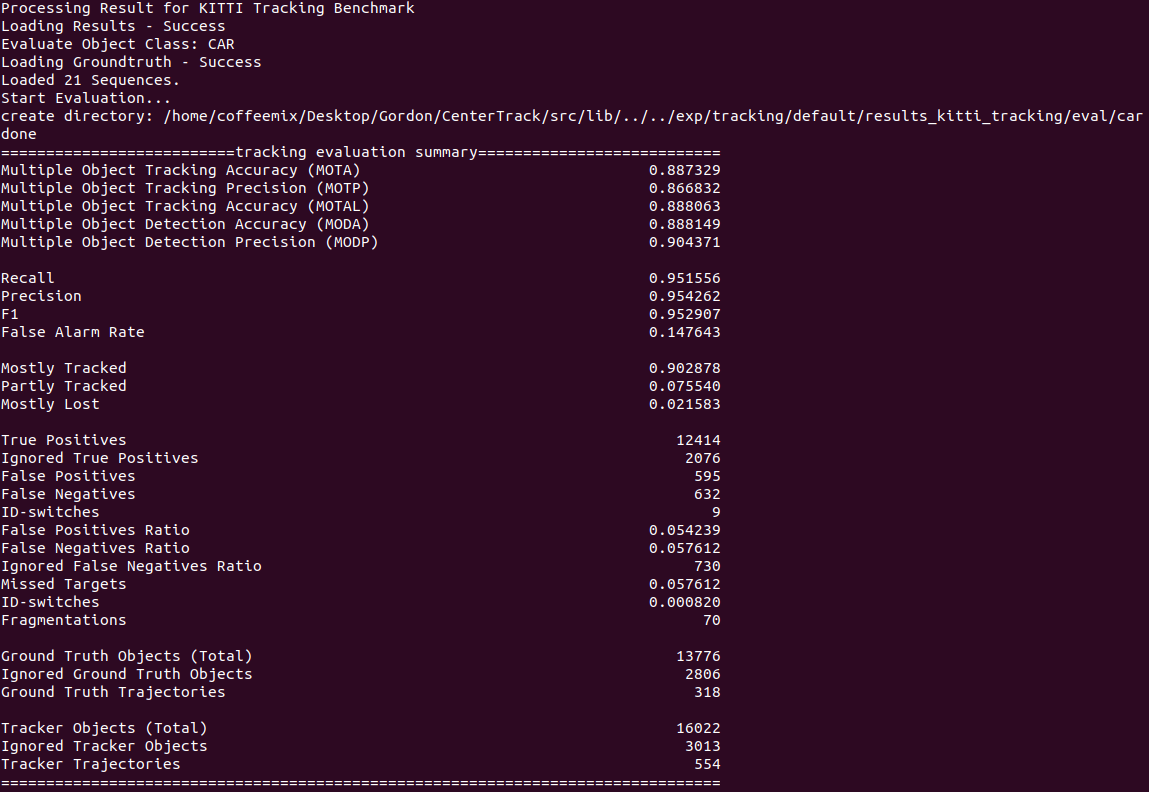 Processing Result for KITTI Tracking Benchmark
Loading Results - Success
Evaluate Object Class: CAR
Loading Groundtruth - Success
Loaded 21 Sequences.
Start Evaluation...
create directory: /home/coffeemix/Desktop/Gordon/CenterTrack/src/lib/../../exp/tracking/default/results_kitti_tracking/eval/car
done
==========================tracking evaluation summary===========================
Multiple Object Tracking Accuracy (MOTA) 0.887329
Multiple Object Tracking Precision (MOTP) 0.866832
Multiple Object Tracking Accuracy (MOTAL) 0.888063
Multiple Object Detection Accuracy (MODA) 0.888149
Multiple Object Detection Precision (MODP) 0.904371
Recall 0.951556
Precision 0.954262
F1 0.952907
False Alarm Rate 0.147643
Mostly Tracked 0.902878
Partly Tracked 0.075540
Mostly Lost 0.021583
True Positives 12414
Ignored True Positives 2076
False Positives 595
False Negatives 632
ID-switches 9
False Positives Ratio 0.054239
False Negatives Ratio 0.057612
Ignored False Negatives Ratio 730
Missed Targets 0.057612
ID-switches 0.000820
Fragmentations 70
Ground Truth Objects (Total) 13776
Ignored Ground Truth Objects 2806
Ground Truth Trajectories 318
Tracker Objects (Total) 16022
Ignored Tracker Objects 3013
Tracker Trajectories 554
================================================================================